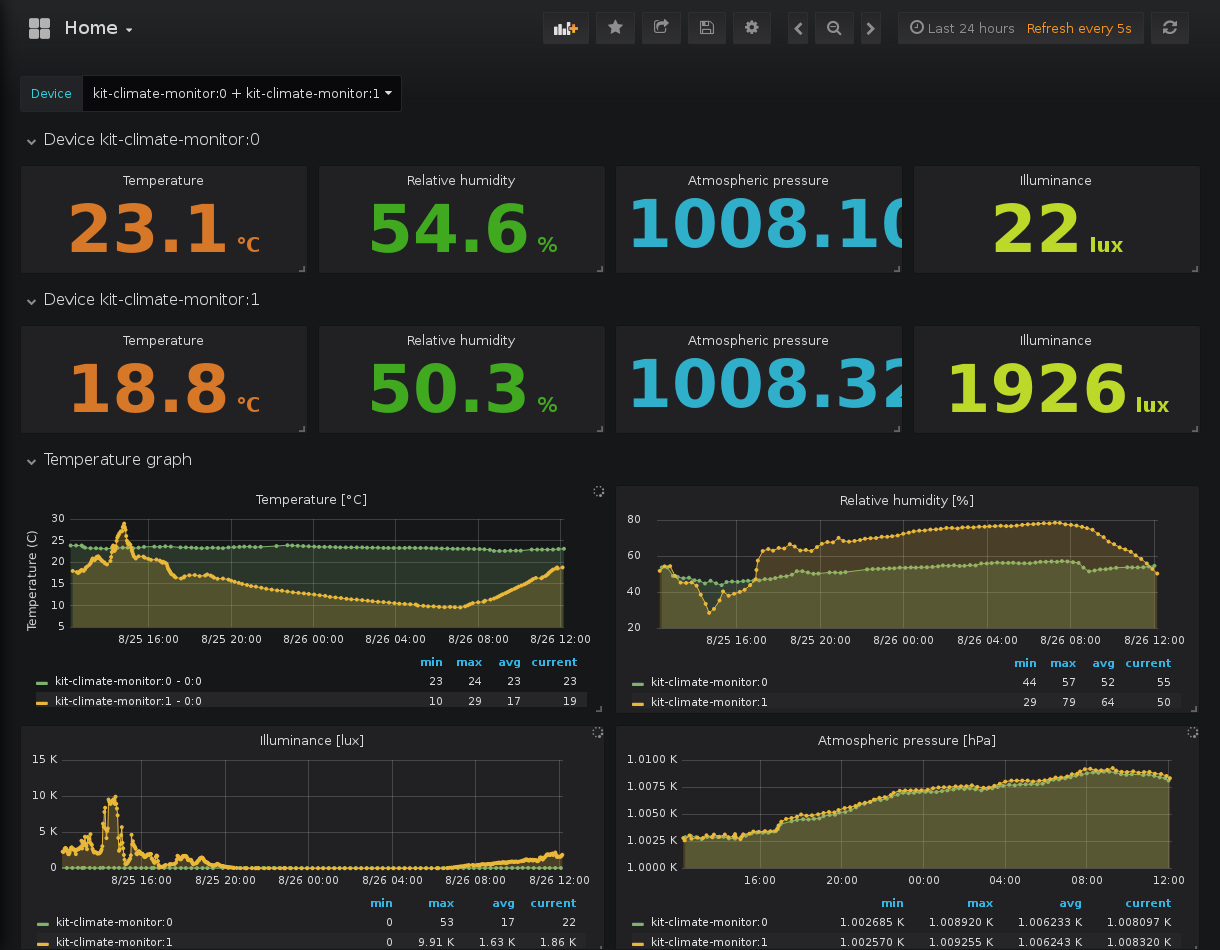 Home
Last 24 hours Refresh every 5s
Device kit-climate-monitor:0 + kit-climate-monitor:1
Device kit-climate-monitor:0
Temperature Relative humidity Atmospheric pressure Illuminance
23.1 °C 54.6 % 1008.10 22 lux
Device kit-climate-monitor:1
Temperature Relative humidity Atmospheric pressure Illuminance
18.8 °C 50.3 % 1008.32 1926 lux
Temperature graph
Temperature [°C]
Temperature (C)
30
25
20
15
10
5
8/25 16:00 8/25 20:00 8/26 00:00 8/26 04:00 8/26 08:00 8/26 12:00
min max avg current
kit-climate-monitor:0 - 0:0 23 24 23 23
kit-climate-monitor:1 - 0:0 10 29 17 19
Relative humidity [%]
80
60
40
20
8/25 16:00 8/25 20:00 8/26 00:00 8/26 04:00 8/26 08:00 8/26 12:00
min max avg current
kit-climate-monitor:0 44 57 52 55
kit-climate-monitor:1 29 79 64 50
Illuminance [lux]
15 K
10 K
5 K
0
8/25 16:00 8/25 20:00 8/26 00:00 8/26 04:00 8/26 08:00 8/26 12:00
min max avg current
kit-climate-monitor:0 0 53 17 22
kit-climate-monitor:1 0 9.91 K 1.63 K 1.86 K
Atmospheric pressure [hPa]
1.0100 K
1.0075 K
1.0050 K
1.0025 K
1.0000 K
16:00 20:00 00:00 04:00 08:00 12:00
min max avg current
kit-climate-monitor:0 1.002685 K 1.008920 K 1.006233 K 1.008097 K
kit-climate-monitor:1 1.002570 K 1.009255 K 1.006243 K 1.008320 K